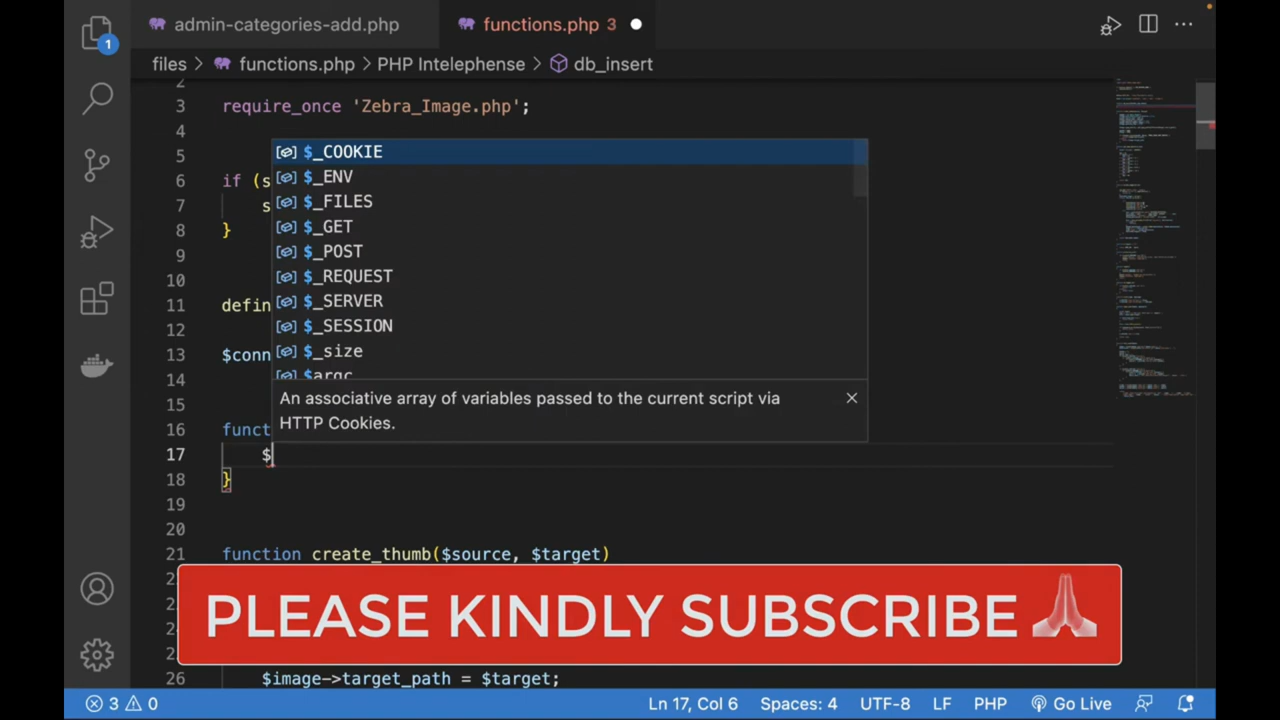 admin-categories-add.php
functions.php 3
1
files > functions.php > PHP Intelephense > db_insert
2
3 require_once 'Zebra_Image.php';
4
5
6 if (s
7 s
8 }
9
10
11 defin
12
13 $conn
14
15
16 funct
17 $
18 }
19
20
21 function create_thumb($source, $target)
26 $image->target_path = $target;
$_COOKIE
$_ENV
$_FILES
$_GET
$_POST
$_REQUEST
$_SERVER
$_SESSION
$_size
$argc
An associative array of variables passed to the current script via
HTTP Cookies.
PLEASE KINDLY SUBSCRIBE
3 0 Ln 17, Col 6 Spaces: 4 UTF-8 LF PHP Go Live